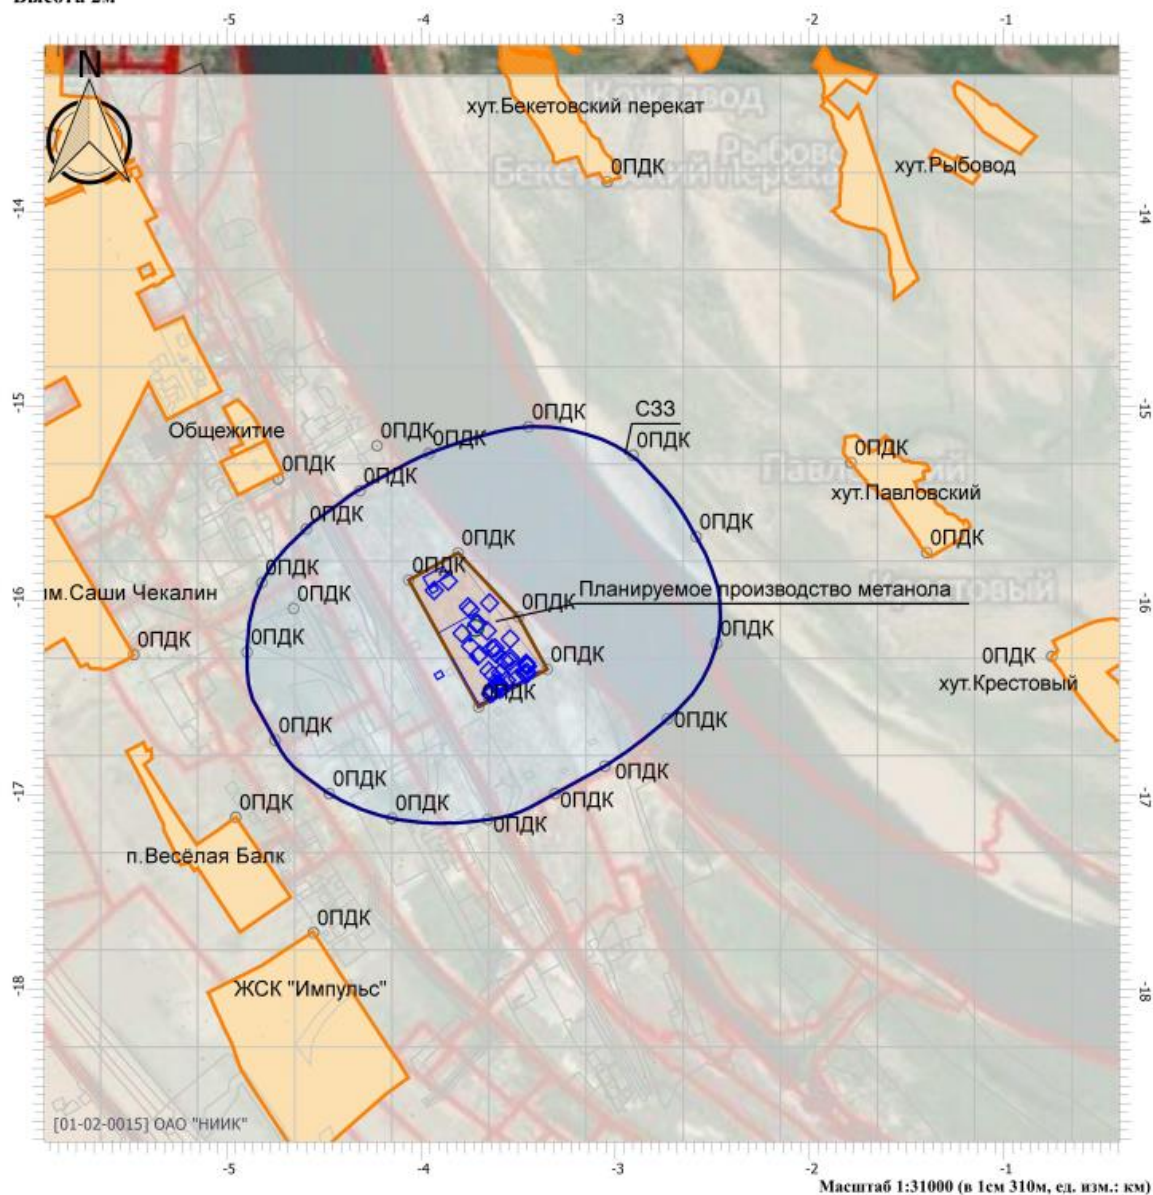 Высота 2м
-5 -4 -3 -2 -1
N
Кожзавод
хут.Бекетовский перекат
Рыбово
0ПДК
хут.Рыбовод
-14
-14
-15
-15
0ПДК
СЗЗ
0ПДК
0ПДК
0ПДК
Общежитие
0ПДК
0ПДК
0ПДК
Павловский
хут.Павловский
0ПДК
0ПДК
0ПДК
0ПДК
0ПДК
0ПДК
Планируемое производство метанола
им.Саши Чекалин
0ПДК
0ПДК
-16
-16
0ПДК
0ПДК
0ПДК
0ПДК
0ПДК
хут.Крестовый
0ПДК
0ПДК
0ПДК
0ПДК
0ПДК
0ПДК
-17
-17
0ПДК
0ПДК
0ПДК
п.Весёлая Балк
0ПДК
ЖСК "Импульс"
-18
-18
[01-02-0015] ОАО "НИИК"
-5 -4 -3 -2 -1
Масштаб 1:31000 (в 1см 310м, ед. изм.: км)